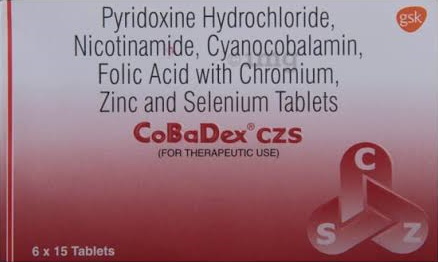 Pyridoxine Hydrochloride,
gsk
Nicotinamide, Cyanocobalamin,
Folic Acid with Chromium,
Zinc and Selenium Tablets
CoBaDex® CZS
(FOR THERAPEUTIC USE)
C
S Z
6 x 15 Tablets